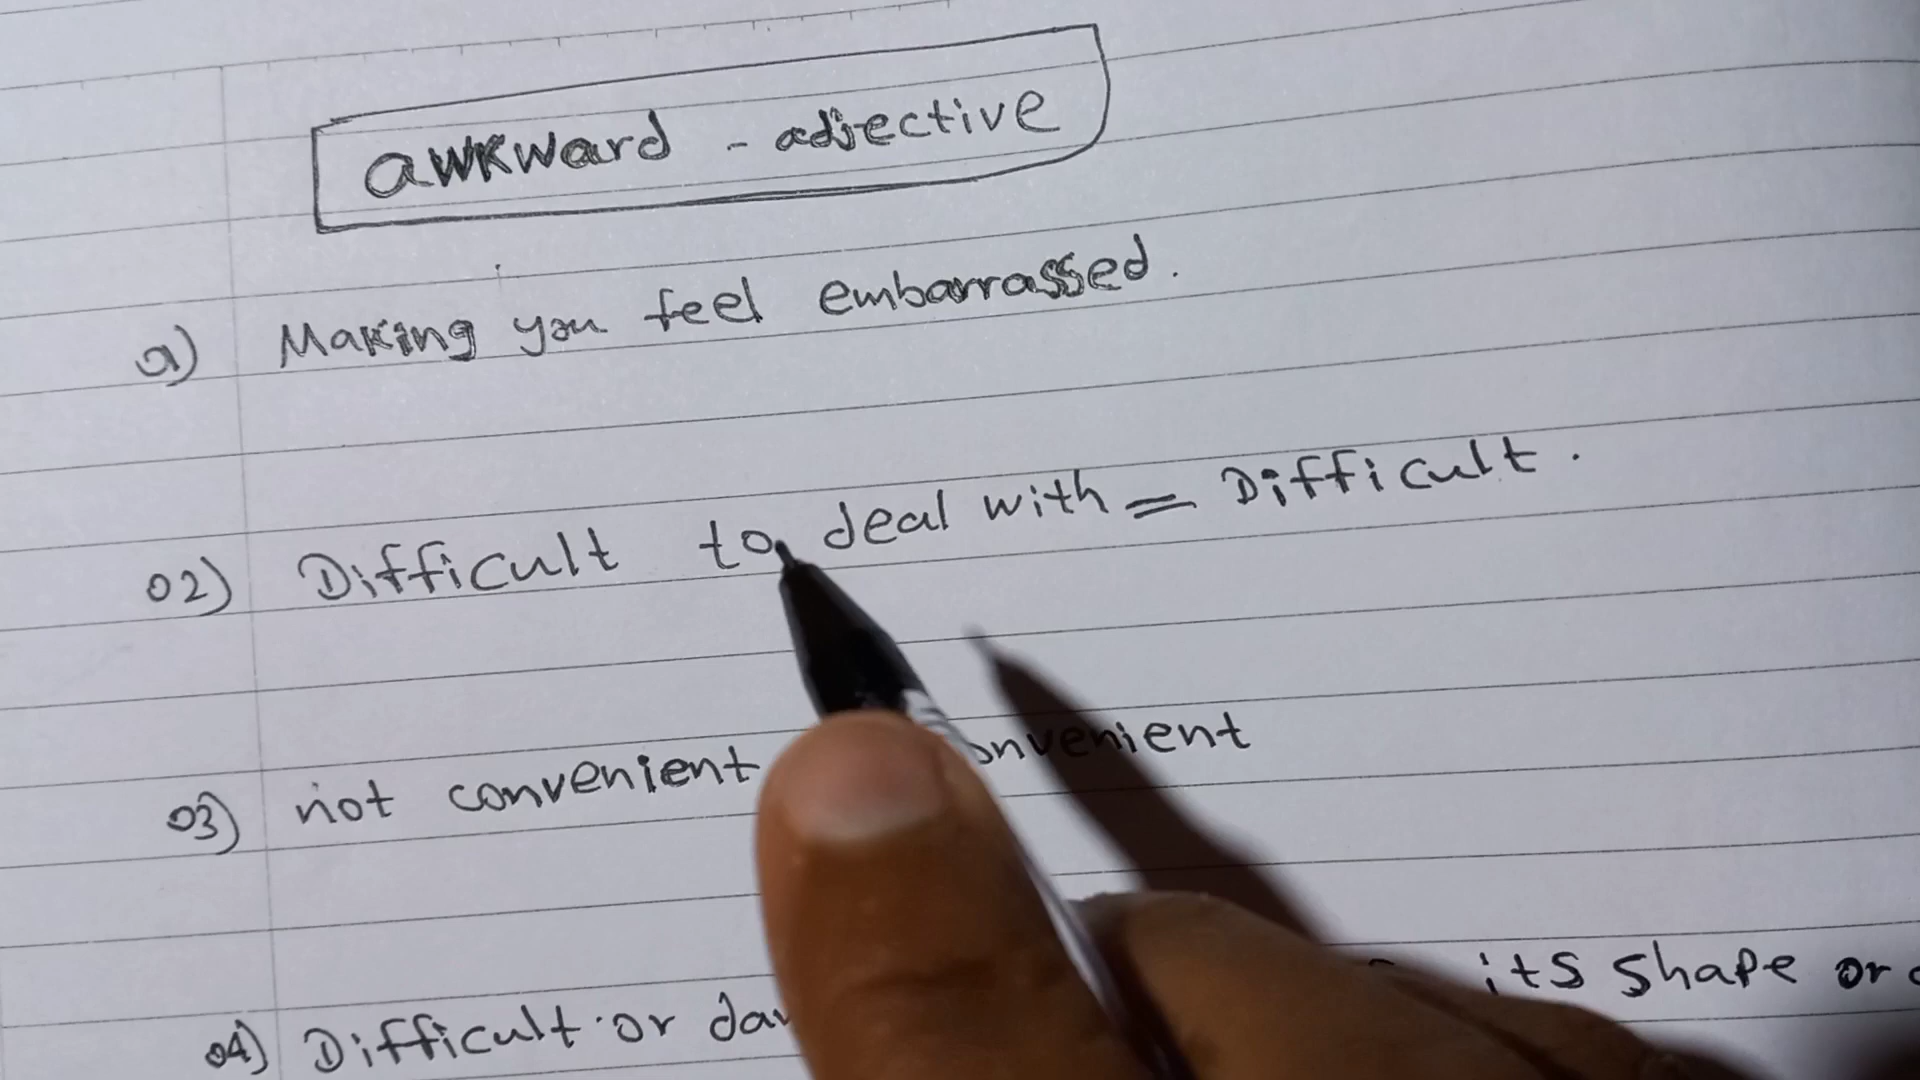 awkward - adjective
01) Making you feel embarrassed.
02) Difficult to deal with = Difficult.
03) not convenient
04) Difficult or its shape or